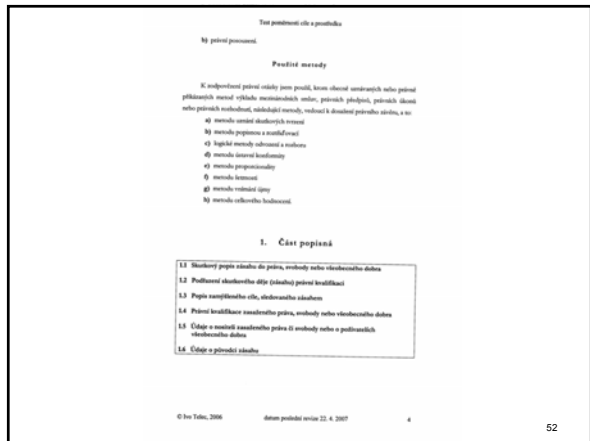 Test poměrnosti cíle a prostředku
b) právní posouzení.
Použité metody
K zodpovězení právní otázky jsem použil, krom obecně uznávaných nebo právně
přikázaných metod výkladu mezinárodních smluv, právních předpisů, právních úkonů
nebo právních rozhodnutí, následující metody, vedoucí k dosažení právního závěru, a to:
a) metodu uznání skutkových tvrzení
b) metodu popisnou a roztřiďovací
c) logické metody odvození a rozboru
d) metodu ústavní konformity
e) metodu proporcionality
f) metodu šetrnosti
g) metodu vnímání újmy
h) metodu celkového hodnocení.
1. Část popisná
1.1 Skutkový popis zásahu do práva, svobody nebo všeobecného dobra
1.2 Podřazení skutkového děje (zásahu) právní kvalifikaci
1.3 Popis zamýšleného cíle, sledovaného zásahem
1.4 Právní kvalifikace zasaženého práva, svobody nebo všeobecného dobra
1.5 Údaje o nositeli zasaženého práva či svobody nebo o poživatelích
všeobecného dobra
1.6 Údaje o původci zásahu
© Ivo Telec, 2006 datum poslední revize 22. 4. 2007 4
52